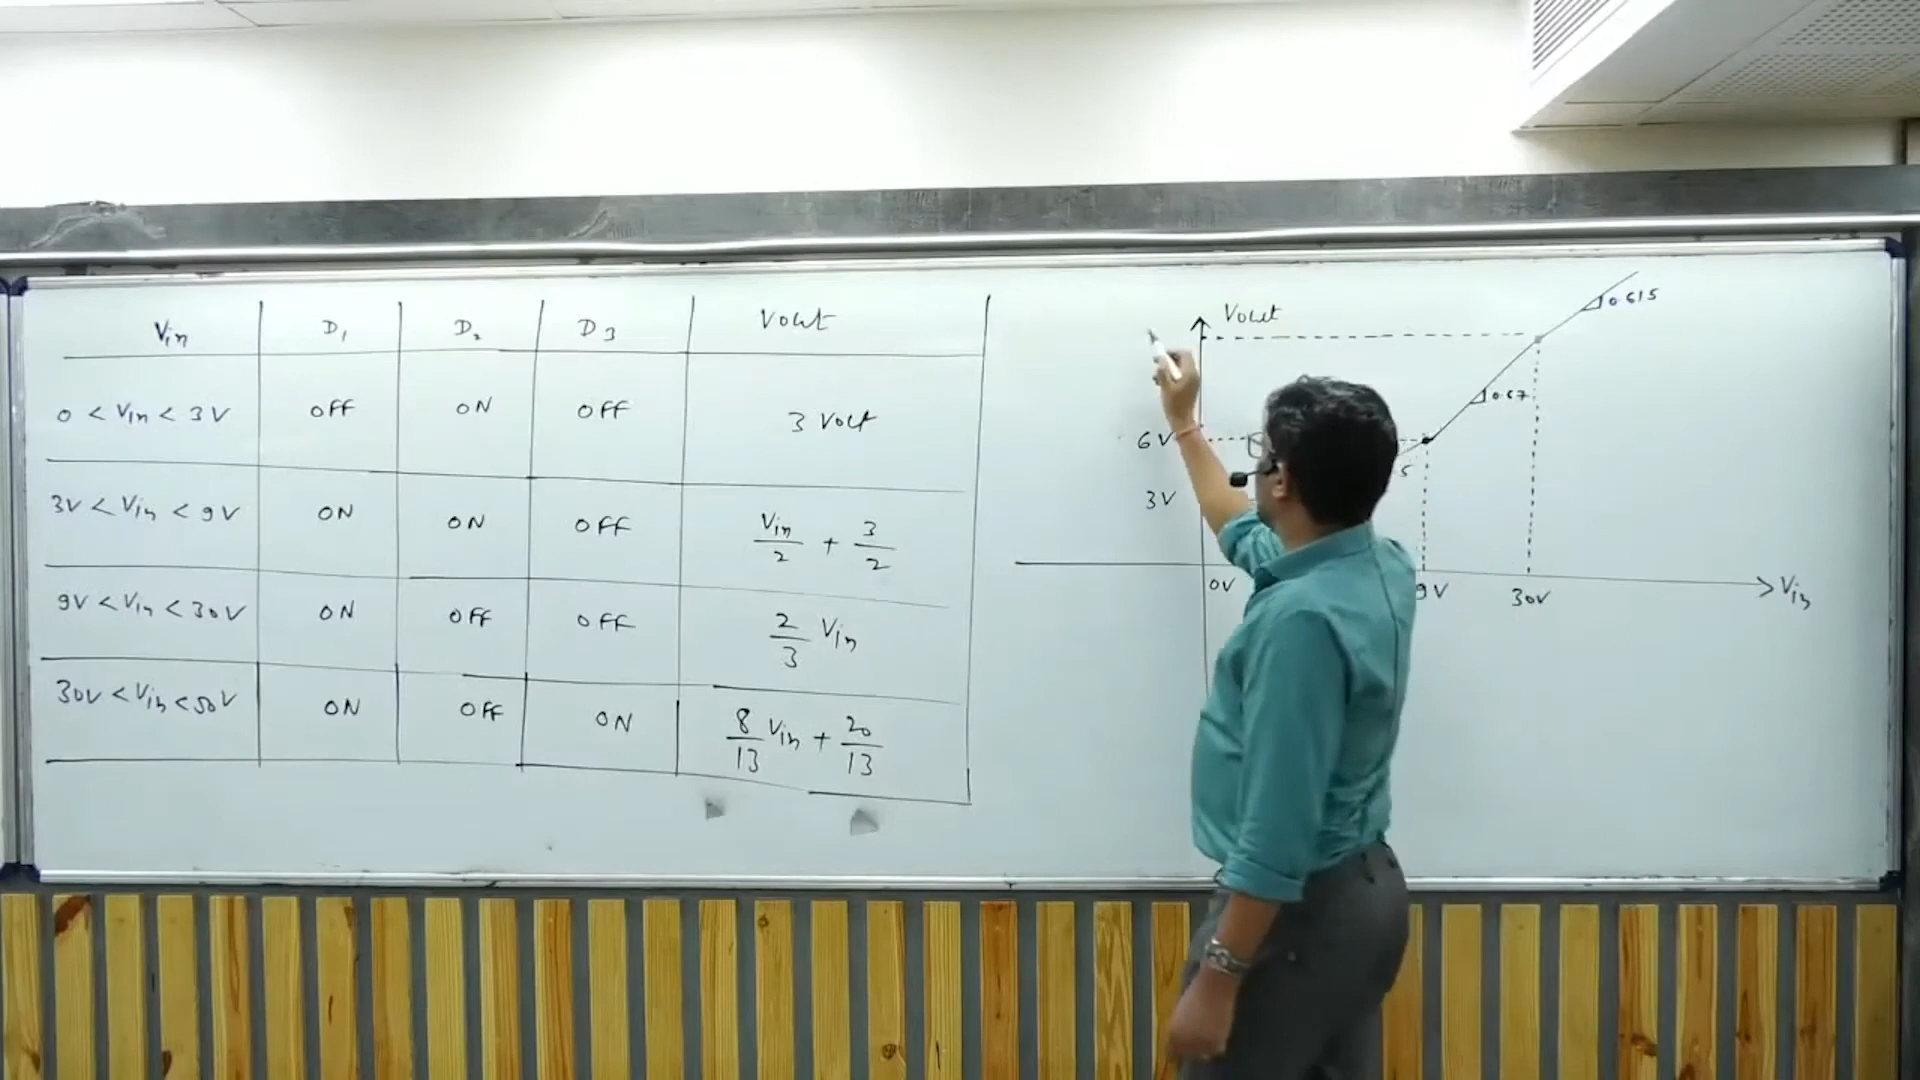 Vin D1 D2 D3 Vout
0 < Vin < 3V OFF ON OFF 3 Volt
3V < Vin < 9V ON ON OFF Vin/2 + 3/2
9V < Vin < 30V ON OFF OFF 2/3 Vin
30V < Vin < 50V ON OFF ON 8/13 Vin + 20/13
Vout
0.615
0.67
6V
5
3V
0V 9V 30V Vin